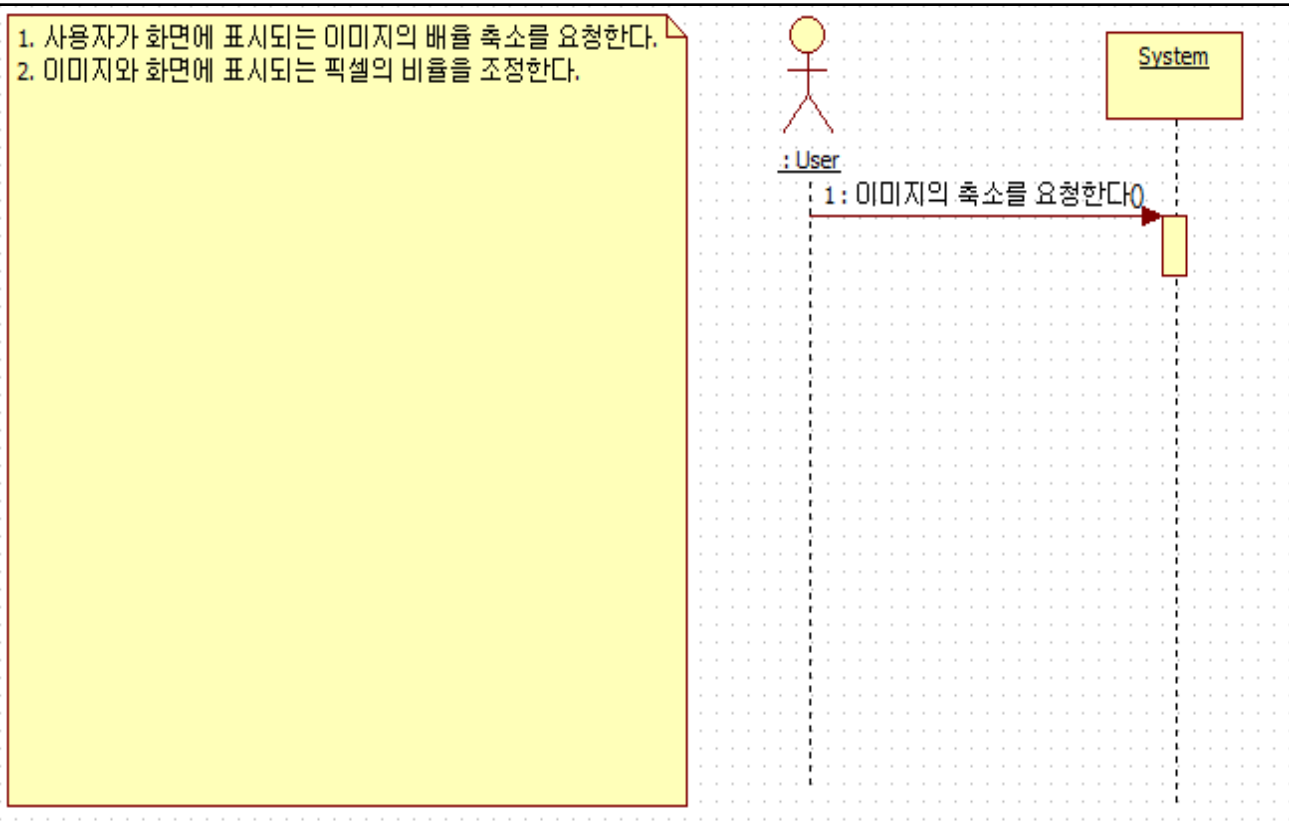 1. 사용자가 화면에 표시되는 이미지의 배율 축소를 요청한다.
2. 이미지와 화면에 표시되는 픽셀의 비율을 조정한다.
System
: User
1 : 이미지의 축소를 요청한다()